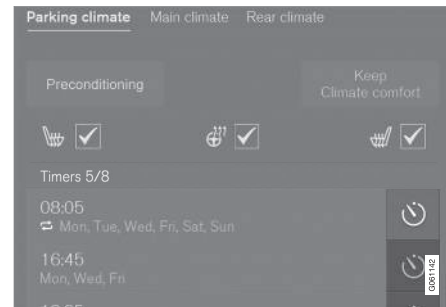 Parking climate Main climate Rear climate
Preconditioning
Keep
Climate comfort
Timers 5/8
08:05
Mon, Tue, Wed, Fri, Sat, Sun
16:45
Mon, Wed, Fri
G061142